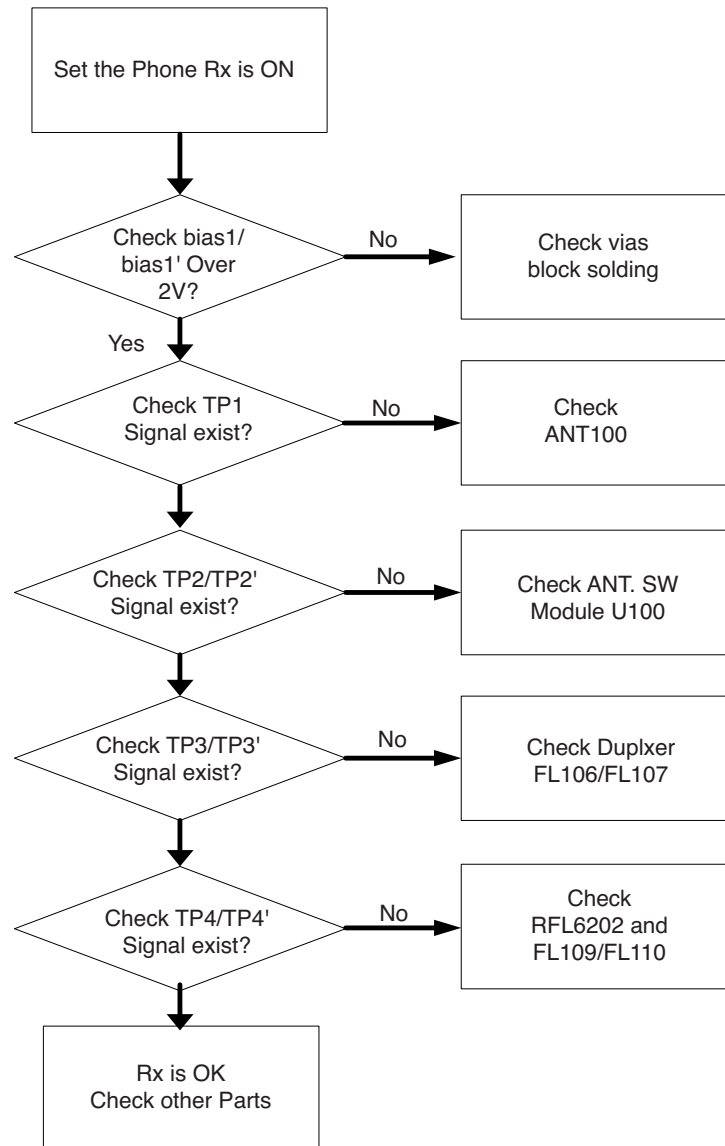 Set the Phone Rx is ON
Check bias1/
bias1' Over
2V?
No
Check vias
block solding
Yes
Check TP1
Signal exist?
No
Check
ANT100
Check TP2/TP2'
Signal exist?
No
Check ANT. SW
Module U100
Check TP3/TP3'
Signal exist?
No
Check Duplxer
FL106/FL107
Check TP4/TP4'
Signal exist?
No
Check
RFL6202 and
FL109/FL110
Rx is OK
Check other Parts